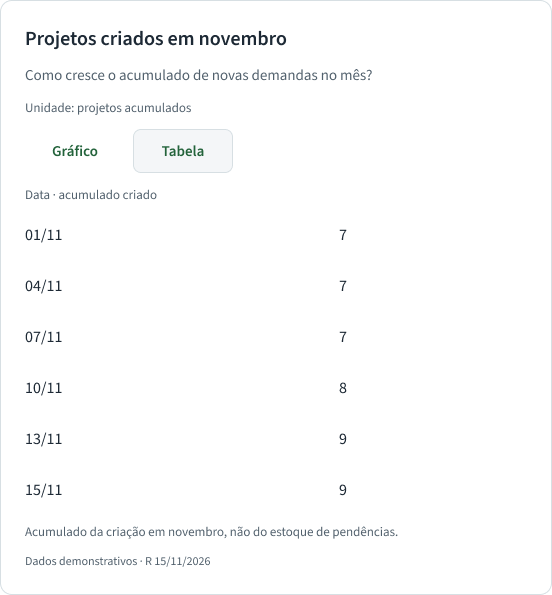 Projetos criados em novembro
Como cresce o acumulado de novas demandas no mês?
Unidade: projetos acumulados
Gráfico Tabela
Data · acumulado criado
01/11 7
04/11 7
07/11 7
10/11 8
13/11 9
15/11 9
Acumulado da criação em novembro, não do estoque de pendências.
Dados demonstrativos · R 15/11/2026